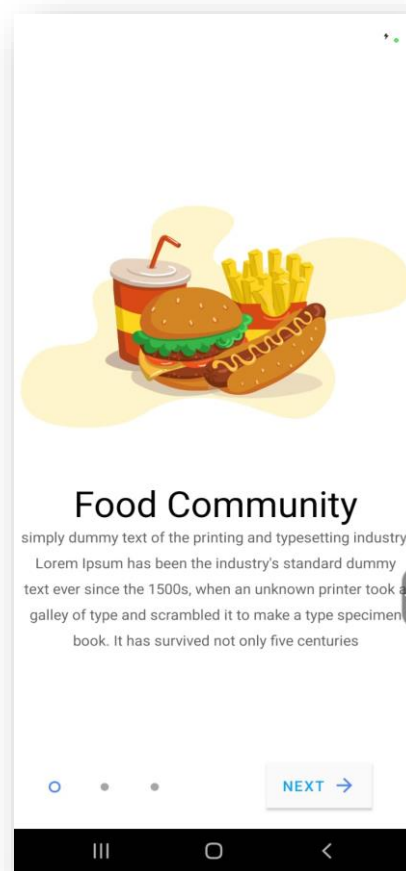 Food Community
simply dummy text of the printing and typesetting industry
Lorem Ipsum has been the industry's standard dummy
text ever since the 1500s, when an unknown printer took a
galley of type and scrambled it to make a type specimen
book. It has survived not only five centuries
NEXT